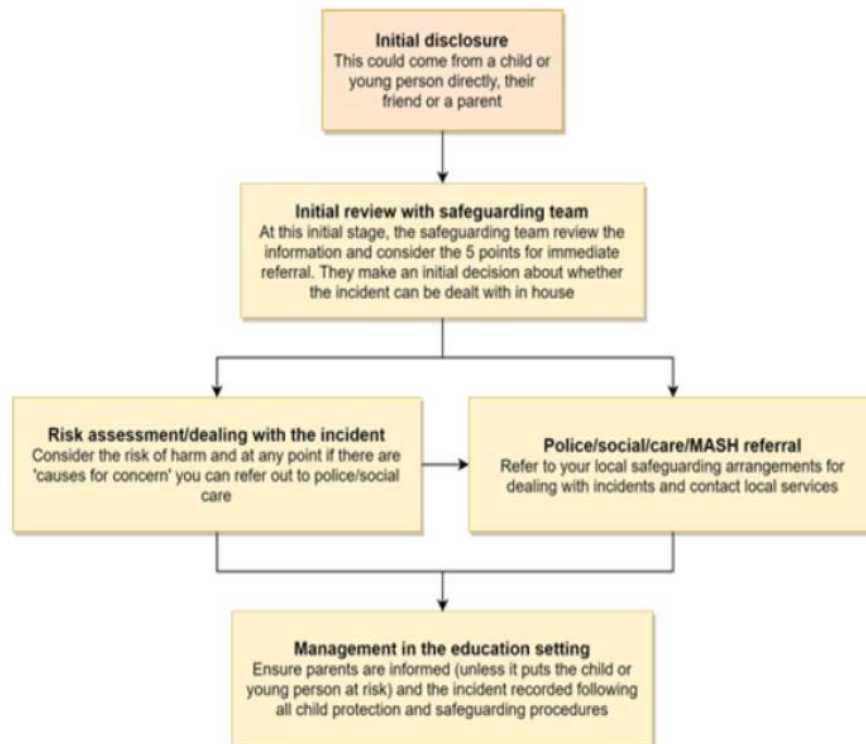 Initial disclosure
This could come from a child or
young person directly, their
friend or a parent
Initial review with safeguarding team
At this initial stage, the safeguarding team review the
information and consider the 5 points for immediate
referral. They make an initial decision about whether
the incident can be dealt with in house
Risk assessment/dealing with the incident
Consider the risk of harm and at any point if there are
'causes for concern' you can refer out to police/social
care
Police/social/care/MASH referral
Refer to your local safeguarding arrangements for
dealing with incidents and contact local services
Management in the education setting
Ensure parents are informed (unless it puts the child or
young person at risk) and the incident recorded following
all child protection and safeguarding procedures